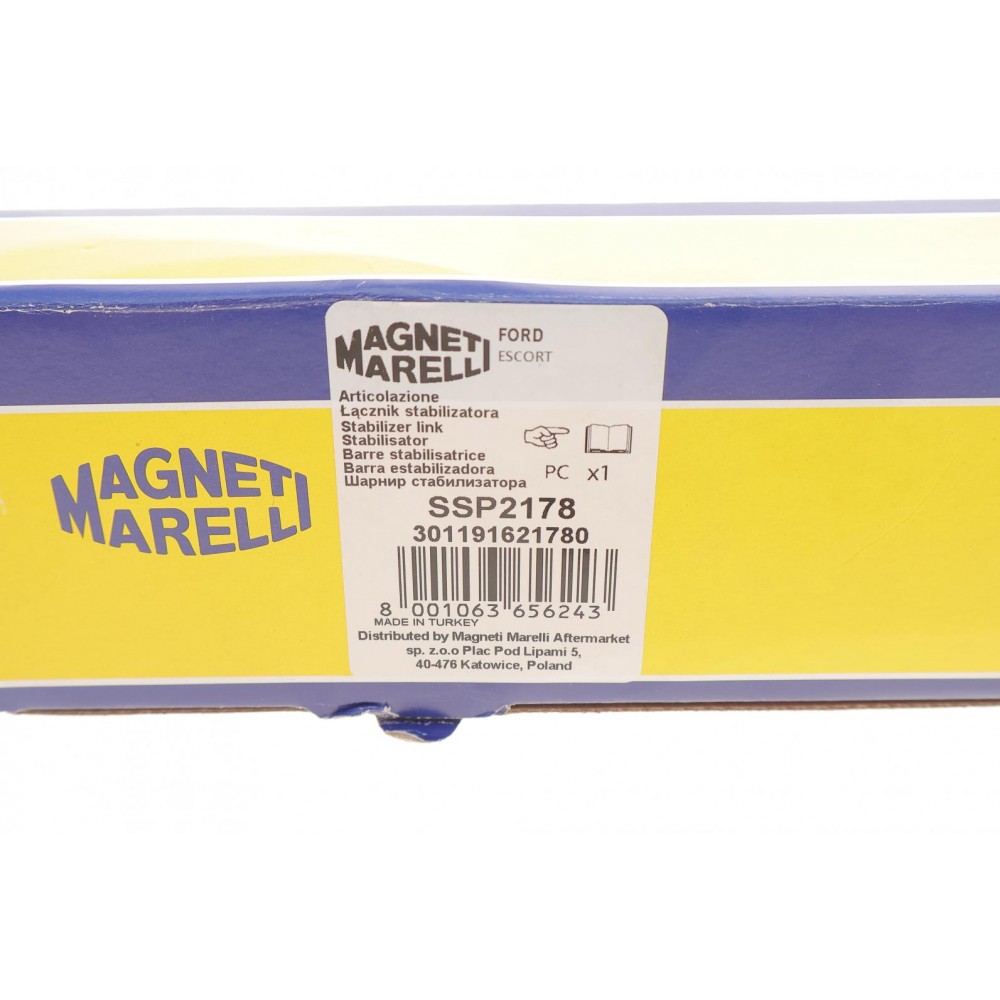 MAGNETI
MARELLI
MAGNETI
MARELLI
FORD
ESCORT
Articolazione
Łącznik stabilizatora
Stabilizer link
Stabilisator
Barre stabilisatrice
Barra estabilizadora
Шарнир стабилизатора
PC x1
SSP2178
301191621780
8 001063 656243
MADE IN TURKEY
Distributed by Magneti Marelli Aftermarket
sp. z.o.o Plac Pod Lipami 5,
40-476 Katowice, Poland